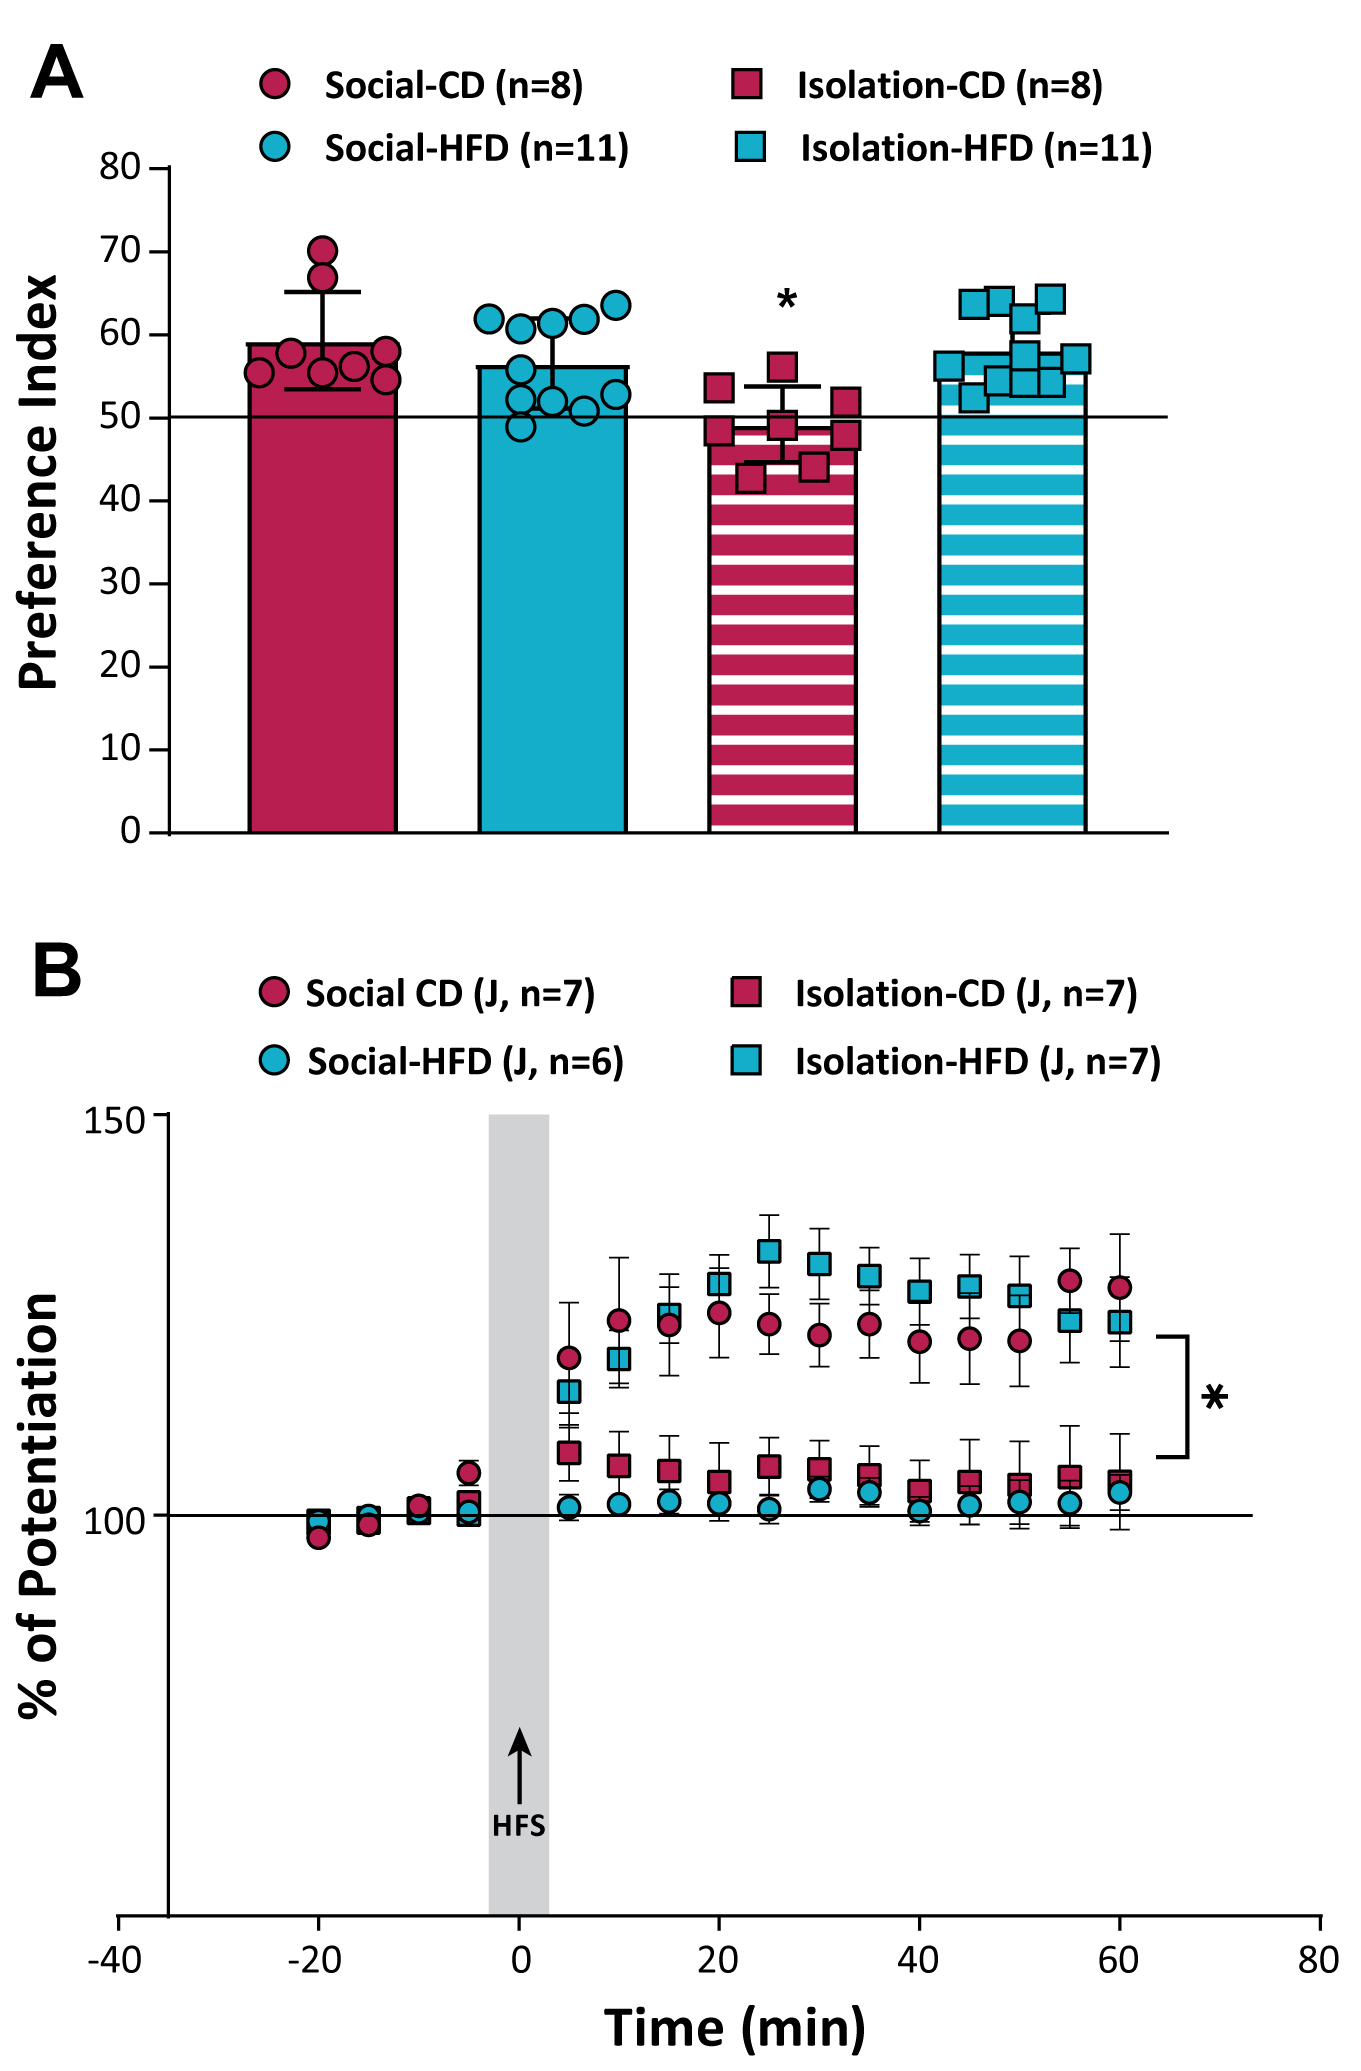 A
Social-CD (n=8)
Isolation-CD (n=8)
Social-HFD (n=11)
Isolation-HFD (n=11)
Preference Index
80
70
60
50
40
30
20
10
0
*
B
Social CD (J, n=7)
Isolation-CD (J, n=7)
Social-HFD (J, n=6)
Isolation-HFD (J, n=7)
% of Potentiation
150
100
*
HFS
-40 -20 0 20 40 60 80
Time (min)